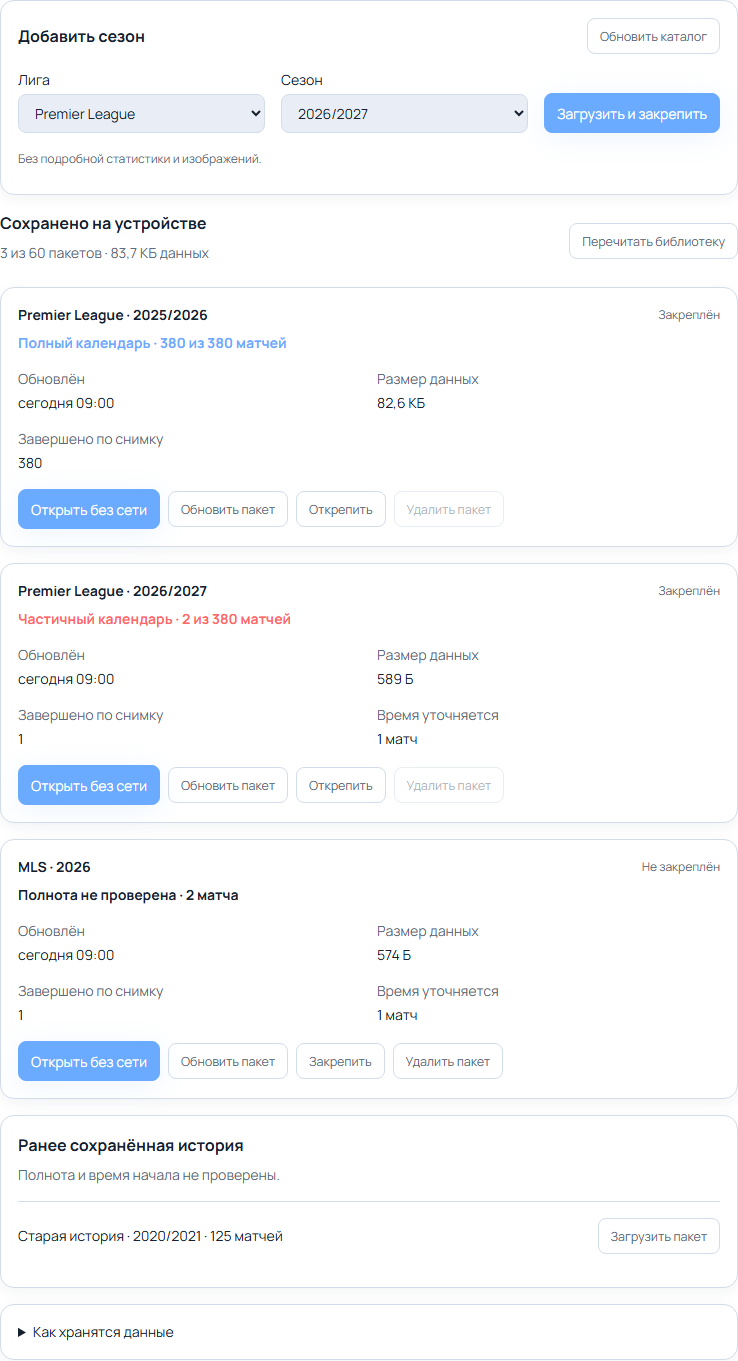 Добавить сезон
Обновить каталог
Лига
Сезон
Premier League
2026/2027
Загрузить и закрепить
Без подробной статистики и изображений.
Сохранено на устройстве
3 из 60 пакетов · 83,7 КБ данных
Перечитать библиотеку
Premier League · 2025/2026
Закреплён
Полный календарь · 380 из 380 матчей
Обновлён
Размер данных
сегодня 09:00
82,6 КБ
Завершено по снимку
380
Открыть без сети
Обновить пакет
Открепить
Удалить пакет
Premier League · 2026/2027
Закреплён
Частичный календарь · 2 из 380 матчей
Обновлён
Размер данных
сегодня 09:00
589 Б
Завершено по снимку
Время уточняется
1
1 матч
Открыть без сети
Обновить пакет
Открепить
Удалить пакет
MLS · 2026
Не закреплён
Полнота не проверена · 2 матча
Обновлён
Размер данных
сегодня 09:00
574 Б
Завершено по снимку
Время уточняется
1
1 матч
Открыть без сети
Обновить пакет
Закрепить
Удалить пакет
Ранее сохранённая история
Полнота и время начала не проверены.
Старая история · 2020/2021 · 125 матчей
Загрузить пакет
Как хранятся данные